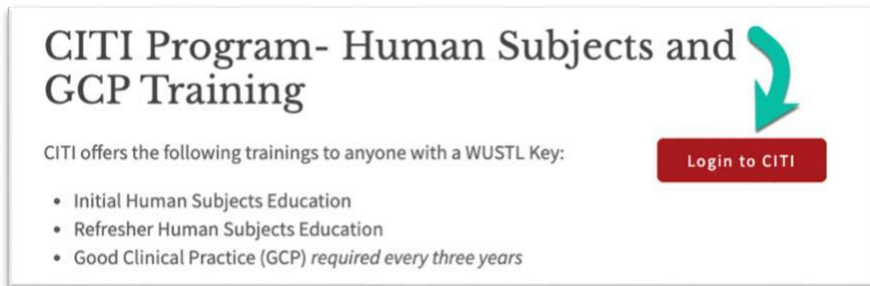 CITI Program- Human Subjects and
GCP Training
CITI offers the following trainings to anyone with a WUSTL Key:
Login to CITI
• Initial Human Subjects Education
• Refresher Human Subjects Education
• Good Clinical Practice (GCP) required every three years